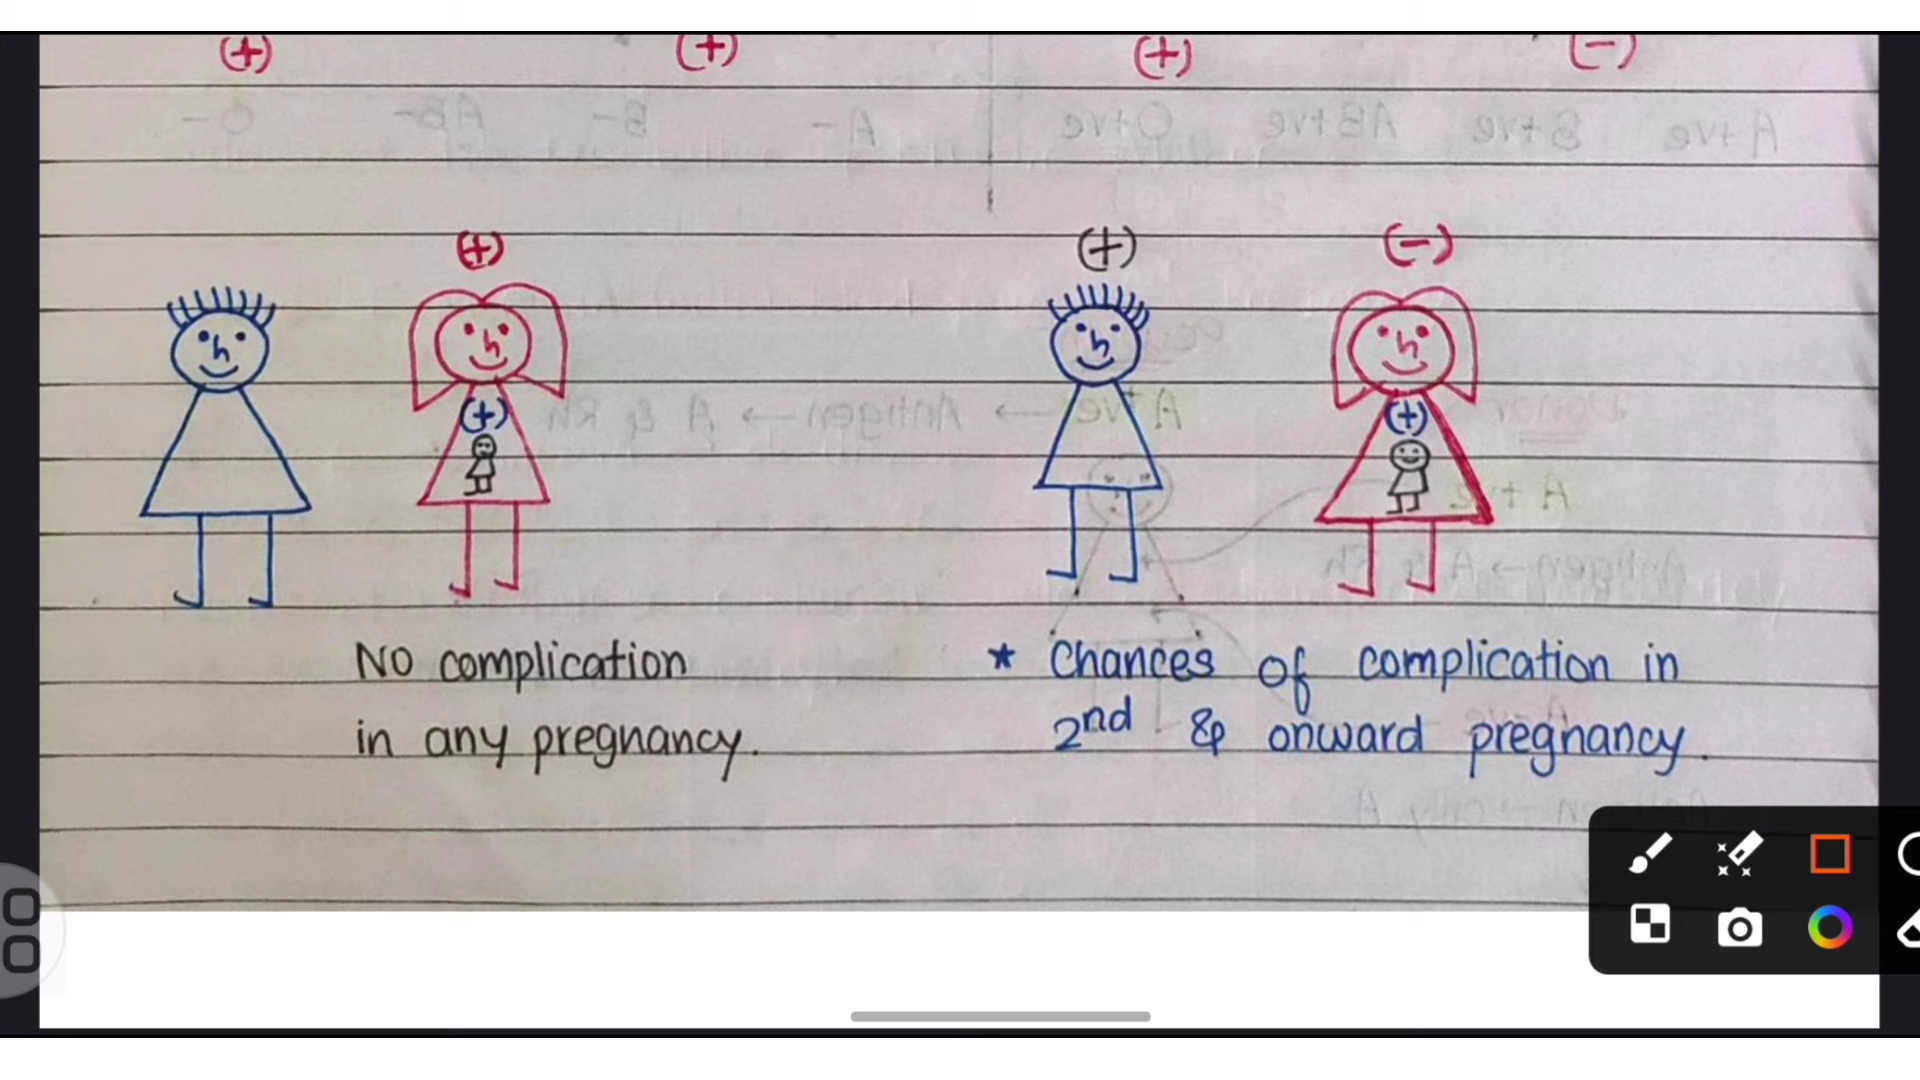 (+) (+) (+) (-)
(+) (+) (-)
(+) (+)
No complication
in any pregnancy.
* Chances of complication in
2nd & onward pregnancy.